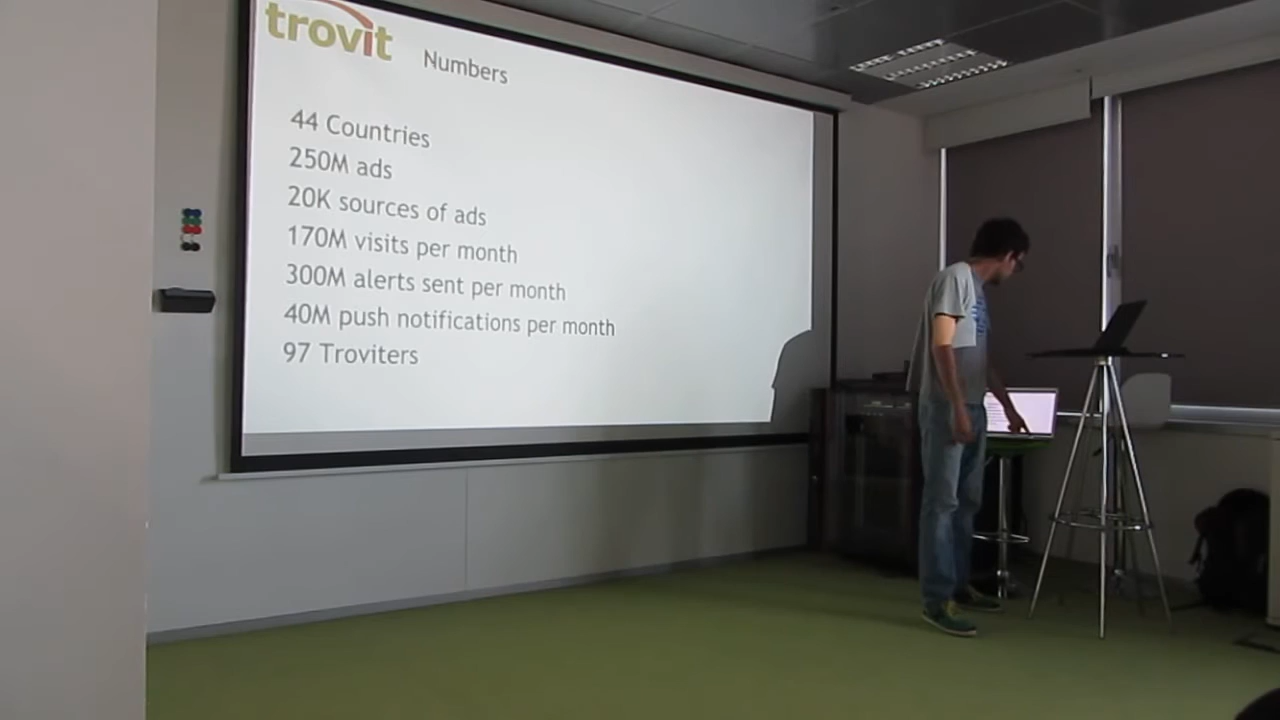 trovit
Numbers
44 Countries
250M ads
20K sources of ads
170M visits per month
300M alerts sent per month
40M push notifications per month
97 Troviters